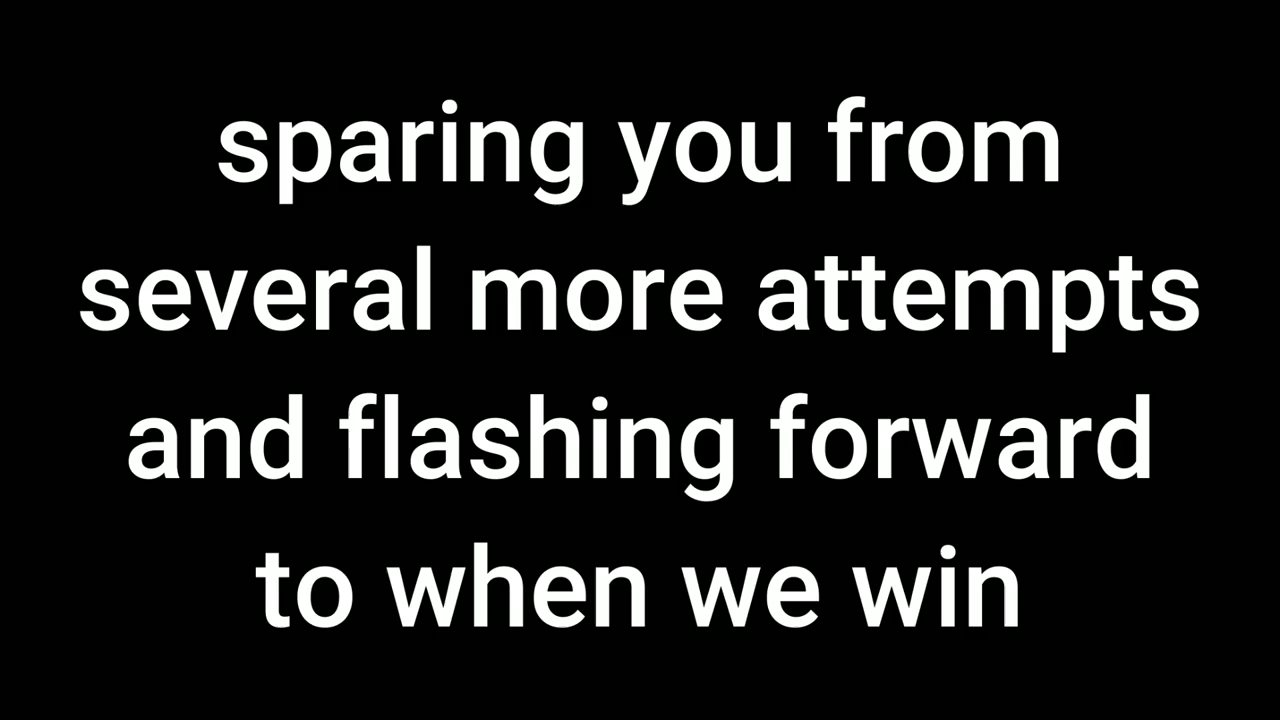 sparing you from
several more attempts
and flashing forward
to when we win